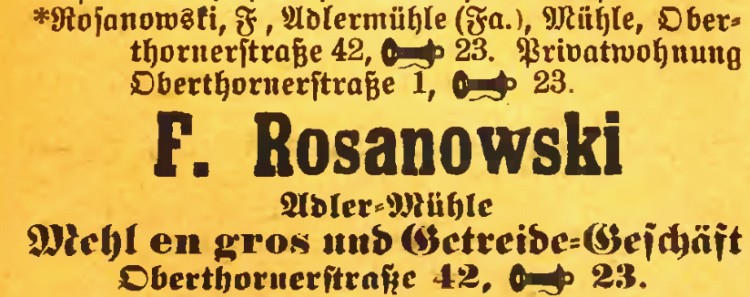 *Rosanowski, F, Adlermühle (Fa.), Mühle, Ober-
thornerstraße 42, 23. Privatwohnung
Oberthornerstraße 1, 23.
F. Rosanowski
Adler-Mühle
Mehl en gros und Getreide-Geschäft
Oberthornerstraße 42, 23.